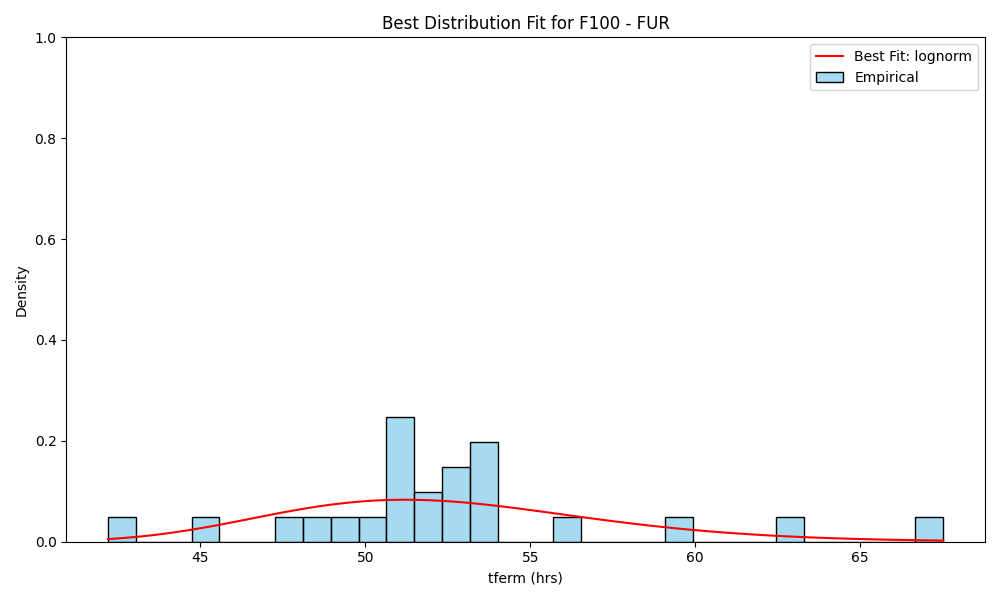 Best Distribution Fit for F100 - FUR
Best Fit: lognorm
Empirical
Density
1.0
0.8
0.6
0.4
0.2
0.0
45 50 55 60 65
tferm (hrs)